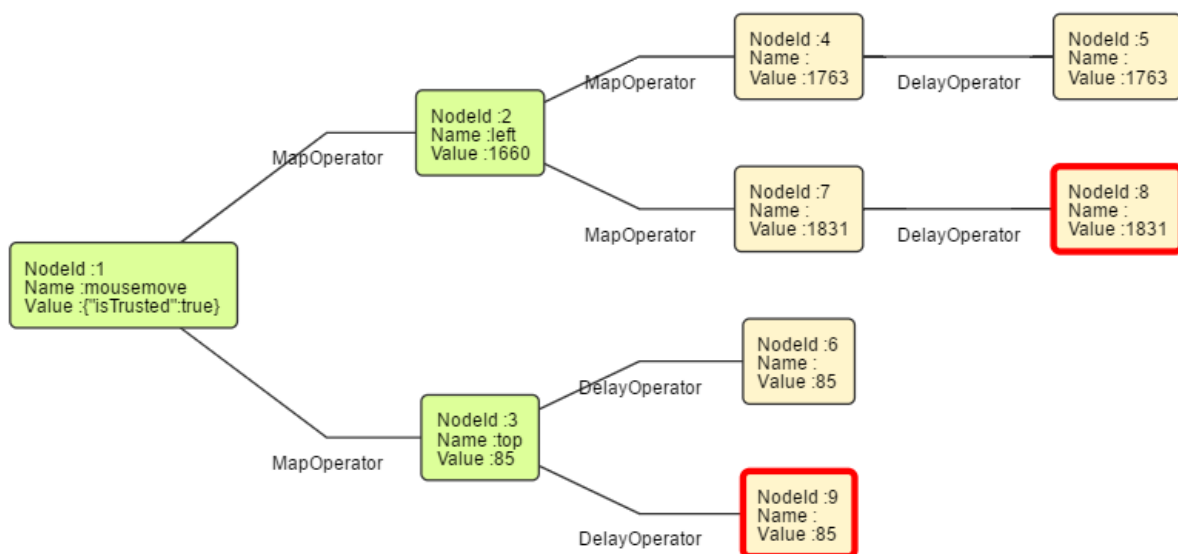 NodeId :4
Name :
Value :1763
NodeId :5
Name :
Value :1763
MapOperator
DelayOperator
NodeId :2
Name :left
Value :1660
MapOperator
NodeId :7
Name :
Value :1831
NodeId :8
Name :
Value :1831
MapOperator
DelayOperator
NodeId :1
Name :mousemove
Value :{"isTrusted":true}
NodeId :6
Name :
Value :85
DelayOperator
NodeId :3
Name :top
Value :85
MapOperator
NodeId :9
Name :
Value :85
DelayOperator